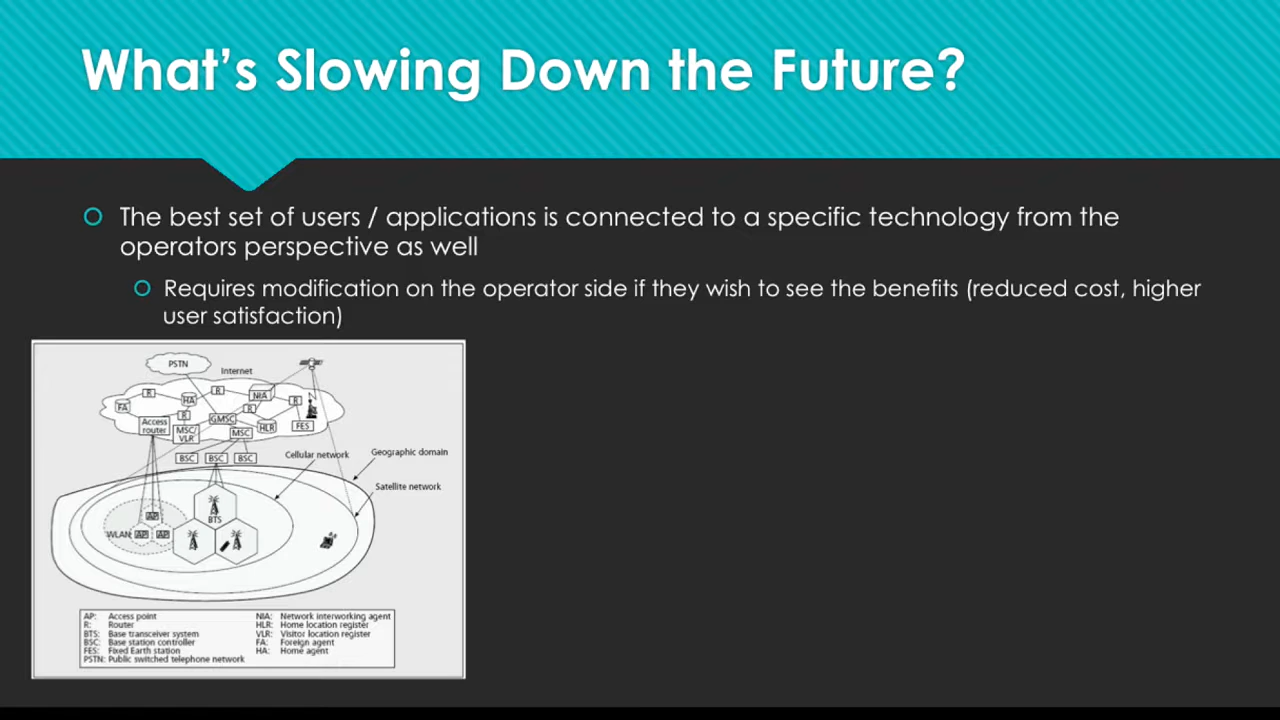 What's Slowing Down the Future?
The best set of users / applications is connected to a specific technology from the
operators perspective as well
Requires modification on the operator side if they wish to see the benefits (reduced cost, higher
user satisfaction)
PSTN
Internet
R
HA
R
NIA
R
FA
R
R
Access
router
MSC/
VLR
GMSC
MSC
HLR
FES
BSC
BSC
BSC
Cellular network
Geographic domain
Satellite network
BTS
AP
WLAN
AP
AP
AP: Access point
R: Router
BTS: Base transceiver system
BSC: Base station controller
FES: Fixed Earth station
PSTN: Public switched telephone network
NIA: Network interworking agent
HLR: Home location register
VLR: Visitor location register
FA: Foreign agent
HA: Home agent